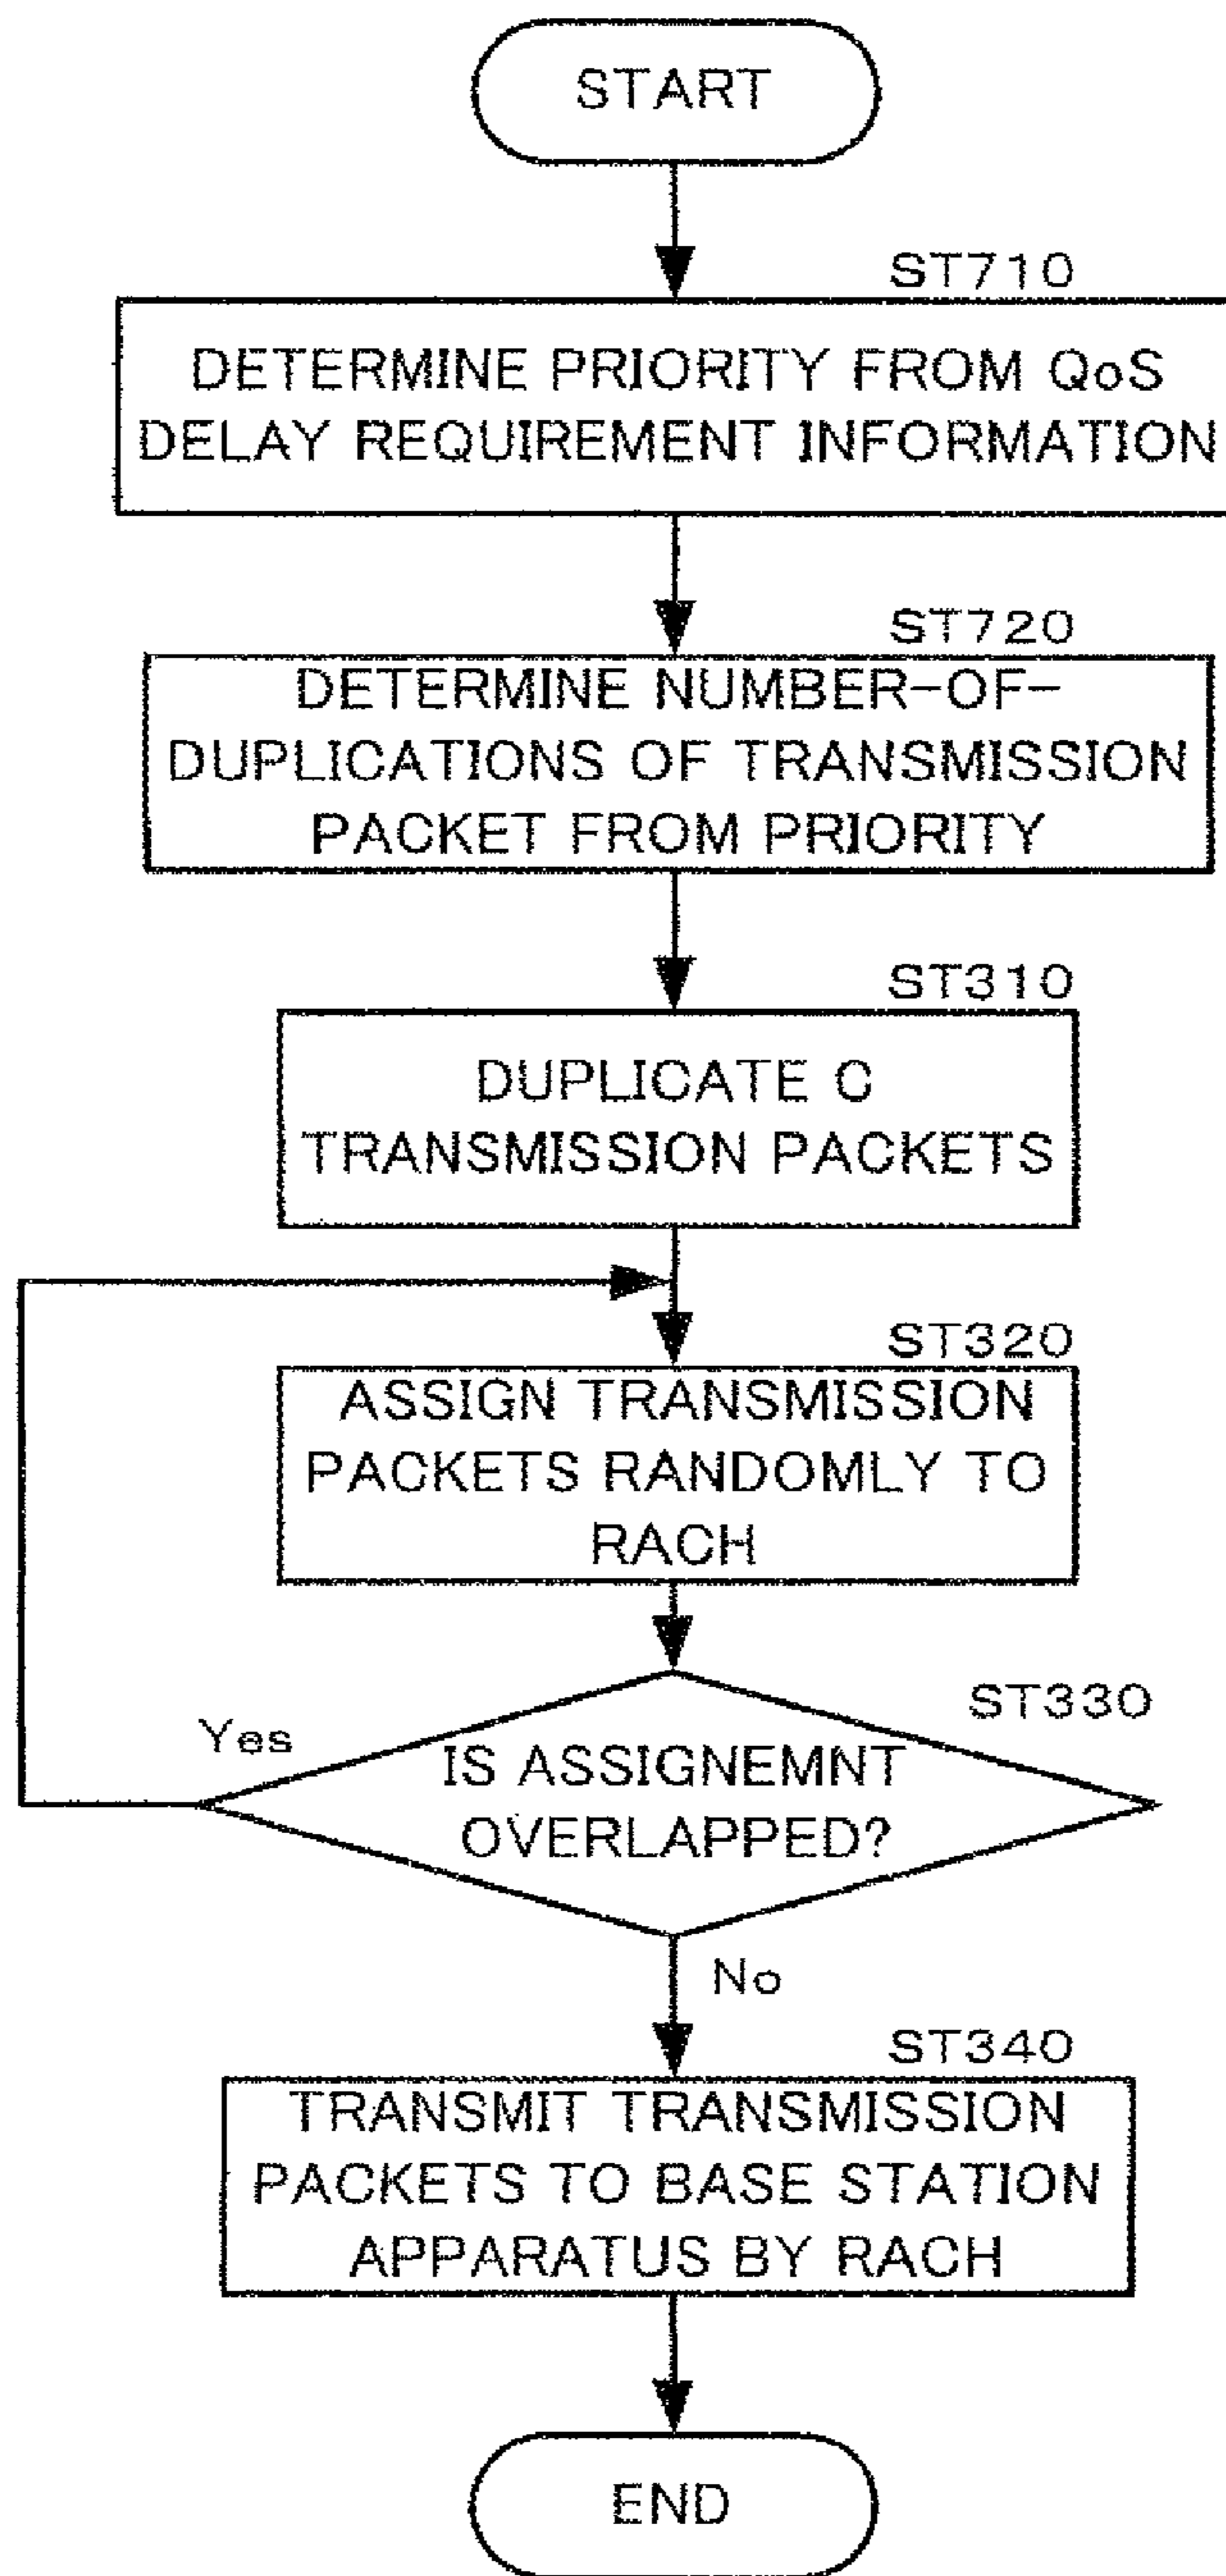 START
ST710
DETERMINE PRIORITY FROM QoS
DELAY REQUIREMENT INFORMATION
ST720
DETERMINE NUMBER-OF-
DUPLICATIONS OF TRANSMISSION
PACKET FROM PRIORITY
ST310
DUPLICATE C
TRANSMISSION PACKETS
ST320
ASSIGN TRANSMISSION
PACKETS RANDOMLY TO
RACH
ST330
Yes
IS ASSIGNEMNT
OVERLAPPED?
No
ST340
TRANSMIT TRANSMISSION
PACKETS TO BASE STATION
APPARATUS BY RACH
END